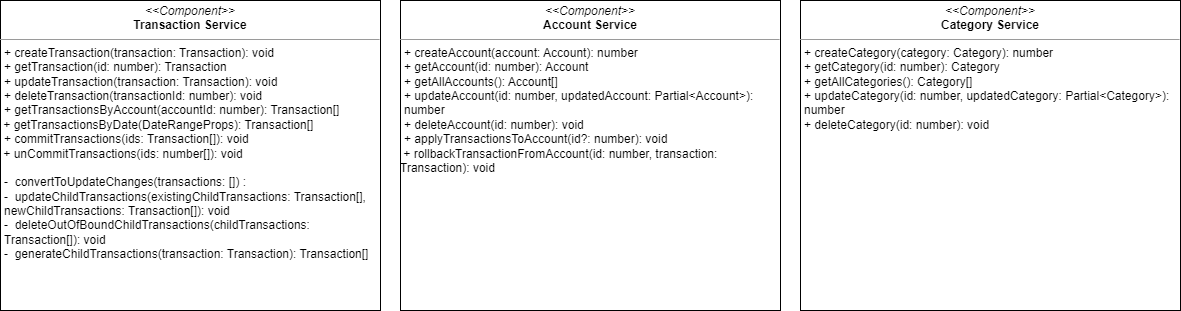 <<Component>>
Transaction Service
+ createTransaction(transaction: Transaction): void
+ getTransaction(id: number): Transaction
+ updateTransaction(transaction: Transaction): void
+ deleteTransaction(transactionId: number): void
+ getTransactionsByAccount(accountId: number): Transaction[]
+ getTransactionsByDate(DateRangeProps): Transaction[]
+ commitTransactions(ids: Transaction[]): void
+ unCommitTransactions(ids: number[]): void
- convertToUpdateChanges(transactions: []) :
- updateChildTransactions(existingChildTransactions: Transaction[],
newChildTransactions: Transaction[]): void
- deleteOutOfBoundChildTransactions(childTransactions:
Transaction[]): void
- generateChildTransactions(transaction: Transaction): Transaction[]
<<Component>>
Account Service
+ createAccount(account: Account): number
+ getAccount(id: number): Account
+ getAllAccounts(): Account[]
+ updateAccount(id: number, updatedAccount: Partial<Account>):
number
+ deleteAccount(id: number): void
+ applyTransactionsToAccount(id?: number): void
+ rollbackTransactionFromAccount(id: number, transaction:
Transaction): void
<<Component>>
Category Service
+ createCategory(category: Category): number
+ getCategory(id: number): Category
+ getAllCategories(): Category[]
+ updateCategory(id: number, updatedCategory: Partial<Category>):
number
+ deleteCategory(id: number): void